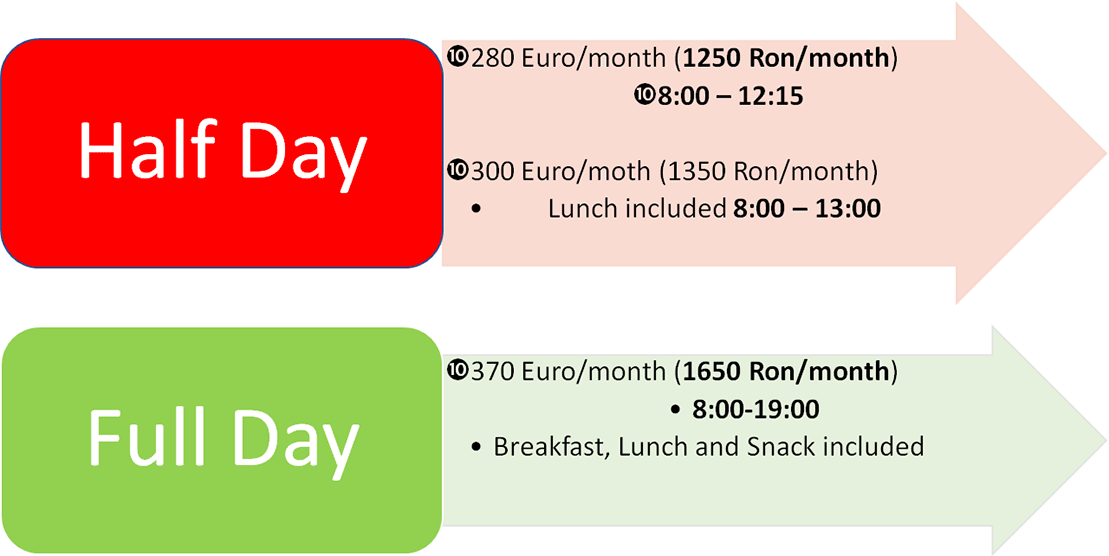 Half Day
❿280 Euro/month (1250 Ron/month)
❿8:00 – 12:15
❿300 Euro/moth (1350 Ron/month)
• Lunch included 8:00 – 13:00
Full Day
❿370 Euro/month (1650 Ron/month)
• 8:00-19:00
• Breakfast, Lunch and Snack included